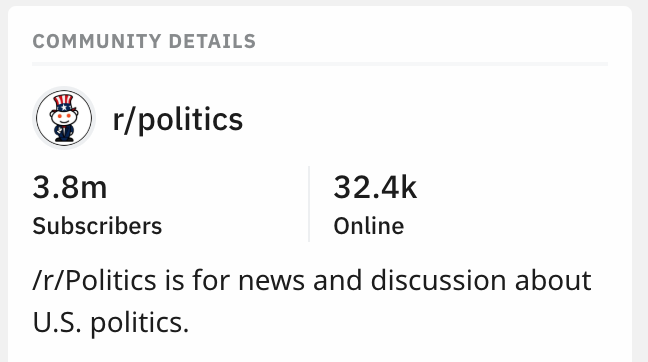 COMMUNITY DETAILS
r/politics
3.8m
Subscribers
32.4k
Online
/r/Politics is for news and discussion about
U.S. politics.